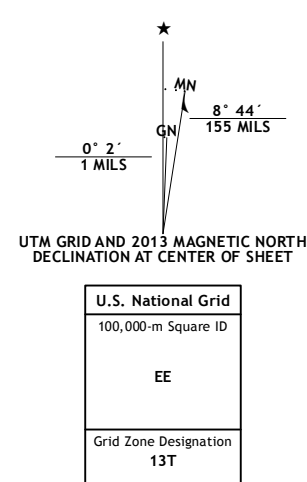 ★
MN
8° 44´
155 MILS
GN
0° 2´
1 MILS
UTM GRID AND 2013 MAGNETIC NORTH
DECLINATION AT CENTER OF SHEET
U.S. National Grid
100,000-m Square ID
EE
Grid Zone Designation
13T